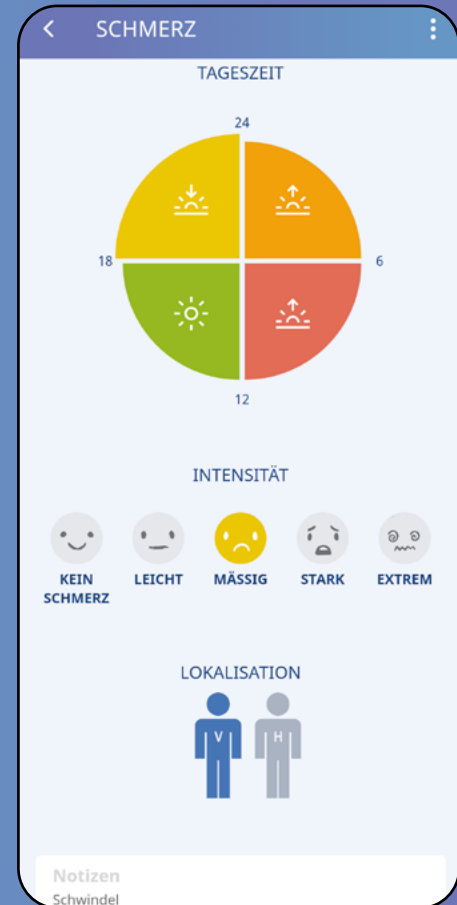 SCHMERZ
TAGESZEIT
24
18
6
12
INTENSITÄT
KEIN SCHMERZ
LEICHT
MÄSSIG
STARK
EXTREM
LOKALISATION
V
H
Notizen
Schwindel